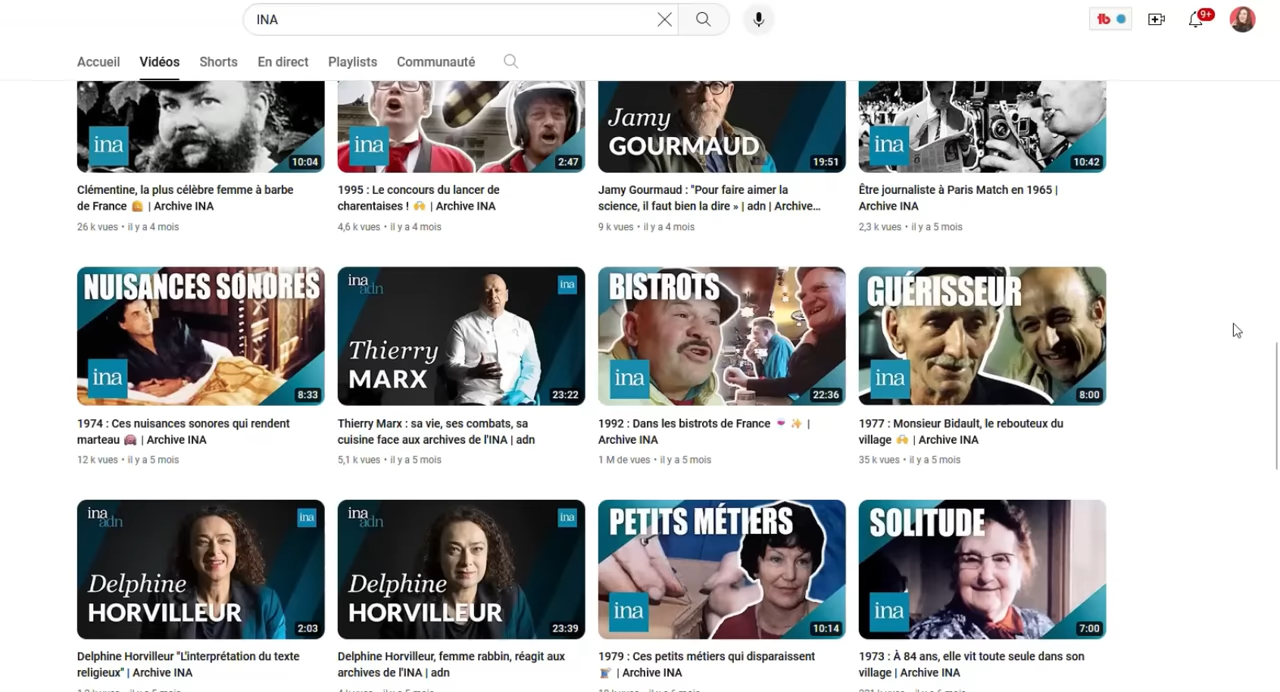 INA
9+
Accueil
Vidéos
Shorts
En direct
Playlists
Communauté
ina
10:04
ina
2:47
Jamy
GOURMAUD
19:51
ina
10:42
Clémentine, la plus célèbre femme à barbe
de France | Archive INA
26 k vues • il y a 4 mois
1995 : Le concours du lancer de
charentaises ! | Archive INA
4,6 k vues • il y a 4 mois
Jamy Gourmaud : "Pour faire aimer la
science, il faut bien la dire » | adn | Archive...
9 k vues • il y a 4 mois
Être journaliste à Paris Match en 1965 |
Archive INA
2,3 k vues • il y a 5 mois
NUISANCES SONORES
ina
8:33
ina
adn
ina
Thierry
MARX
23:22
BISTROTS
ina
22:36
GUÉRISSEUR
ina
8:00
1974 : Ces nuisances sonores qui rendent
marteau | Archive INA
12 k vues • il y a 5 mois
Thierry Marx : sa vie, ses combats, sa
cuisine face aux archives de l'INA | adn
5,1 k vues • il y a 5 mois
1992 : Dans les bistrots de France |
Archive INA
1 M de vues • il y a 5 mois
1977 : Monsieur Bidault, le rebouteux du
village | Archive INA
35 k vues • il y a 5 mois
ina
adn
ina
Delphine
HORVILLEUR
2:03
ina
adn
ina
Delphine
HORVILLEUR
23:39
PETITS MÉTIERS
ina
10:14
SOLITUDE
ina
7:00
Delphine Horvilleur "L'interprétation du texte
religieux" | Archive INA
Delphine Horvilleur, femme rabbin, réagit aux
archives de l'INA | adn
1979 : Ces petits métiers qui disparaissent
| Archive INA
1973 : À 84 ans, elle vit toute seule dans son
village | Archive INA